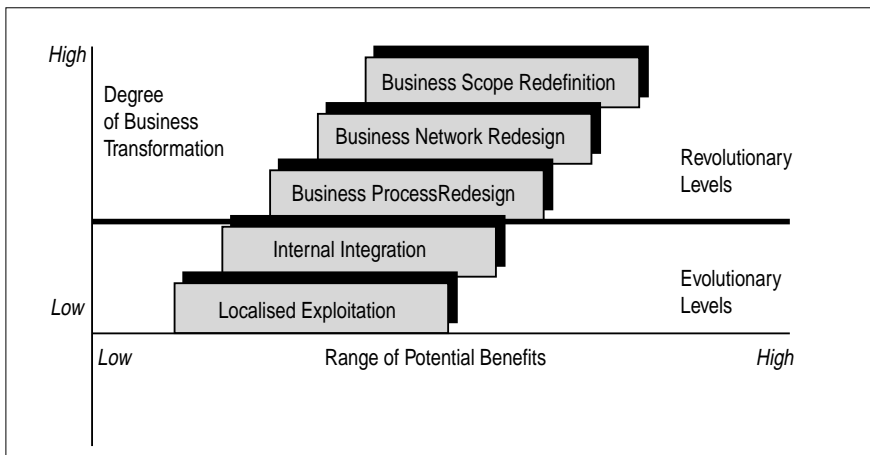 High
Degree
of Business
Transformation
Business Scope Redefinition
Business Network Redesign
Business ProcessRedesign
Revolutionary
Levels
Internal Integration
Localised Exploitation
Evolutionary
Levels
Low
Low
Range of Potential Benefits
High